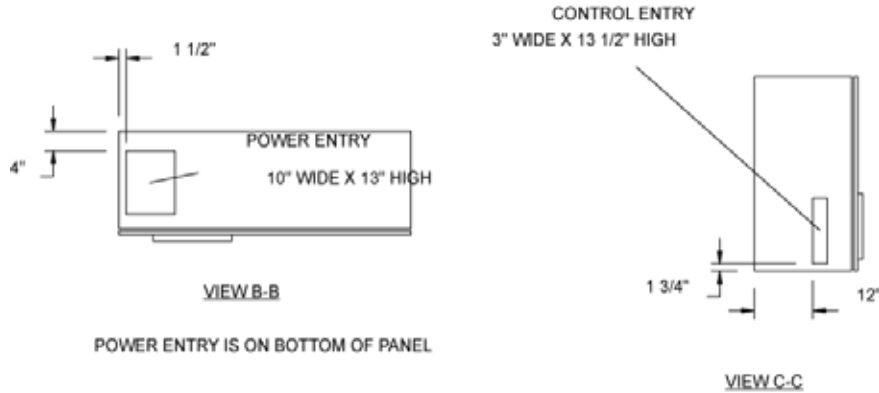 1 1/2"
4"
POWER ENTRY
10" WIDE X 13" HIGH
VIEW B-B
POWER ENTRY IS ON BOTTOM OF PANEL
CONTROL ENTRY
3" WIDE X 13 1/2" HIGH
1 3/4"
12"
VIEW C-C